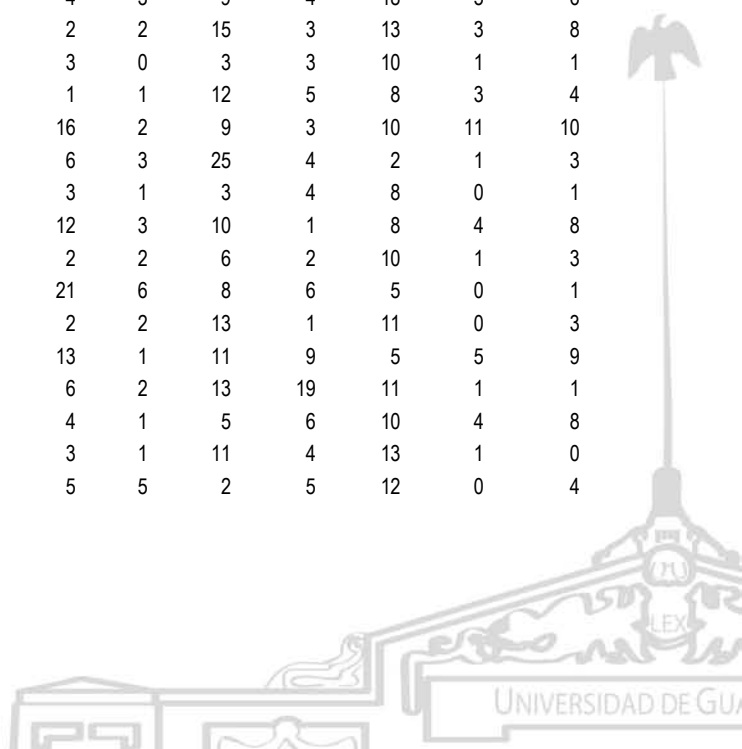 2 2 15 3 13 3 8
3 0 3 3 10 1 1
1 1 12 5 8 3 4
16 2 9 3 10 11 10
6 3 25 4 2 1 3
3 1 3 4 8 0 1
12 3 10 1 8 4 8
2 2 6 2 10 1 3
21 6 8 6 5 0 1
2 2 13 1 11 0 3
13 1 11 9 5 5 9
6 2 13 19 11 1 1
4 1 5 6 10 4 8
3 1 11 4 13 1 0
5 5 2 5 12 0 4
LEX
UNIVERSIDAD DE GUA